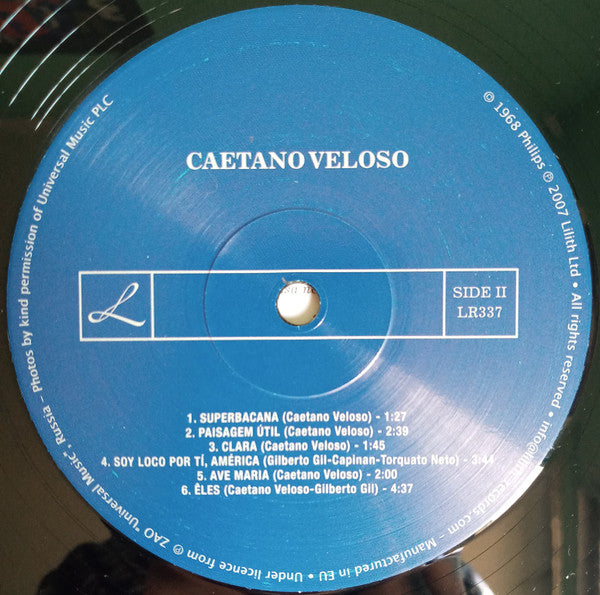 CAETANO VELOSO
L
SIDE II
LR337
1. SUPERBACANA (Caetano Veloso) - 1:27
2. PAISAGEM ÚTIL (Caetano Veloso) - 2:39
3. CLARA (Caetano Veloso) - 1:45
4. SOY LOCO POR TÍ, AMÉRICA (Gilberto Gil-Capinan-Torquato Neto) - 3:44
5. AVE MARIA (Caetano Veloso) - 2:00
6. ÊLES (Caetano Veloso-Gilberto Gil) - 4:37
© 1968 Philips ℗ 2007 Lilith Ltd • All rights reserved • info@lilithrecords.com – Manufactured in EU • Under licence from ℗ ZAO "Universal Music", Russia – Photos by kind permission of Universal Music PLC